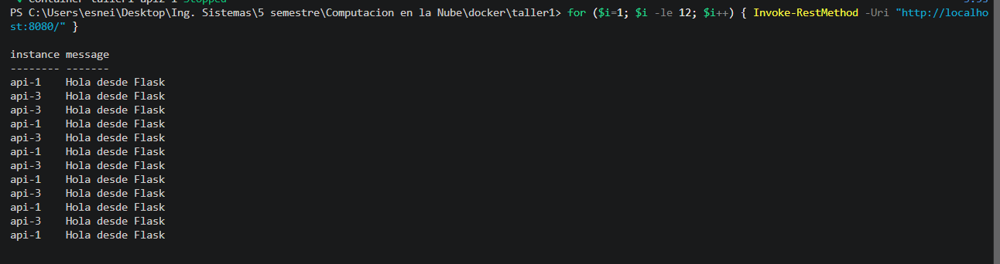 Container taller1-api2-1 Stopped
PS C:\Users\esnei\Desktop\Ing. Sistemas\5 semestre\Computacion en la Nube\docker\taller1> for ($i=1; $i -le 12; $i++) { Invoke-RestMethod -Uri "http://localho
st:8080/" }
instance message
-------- -------
api-1    Hola desde Flask
api-3    Hola desde Flask
api-3    Hola desde Flask
api-1    Hola desde Flask
api-3    Hola desde Flask
api-1    Hola desde Flask
api-3    Hola desde Flask
api-1    Hola desde Flask
api-3    Hola desde Flask
api-1    Hola desde Flask
api-3    Hola desde Flask
api-1    Hola desde Flask